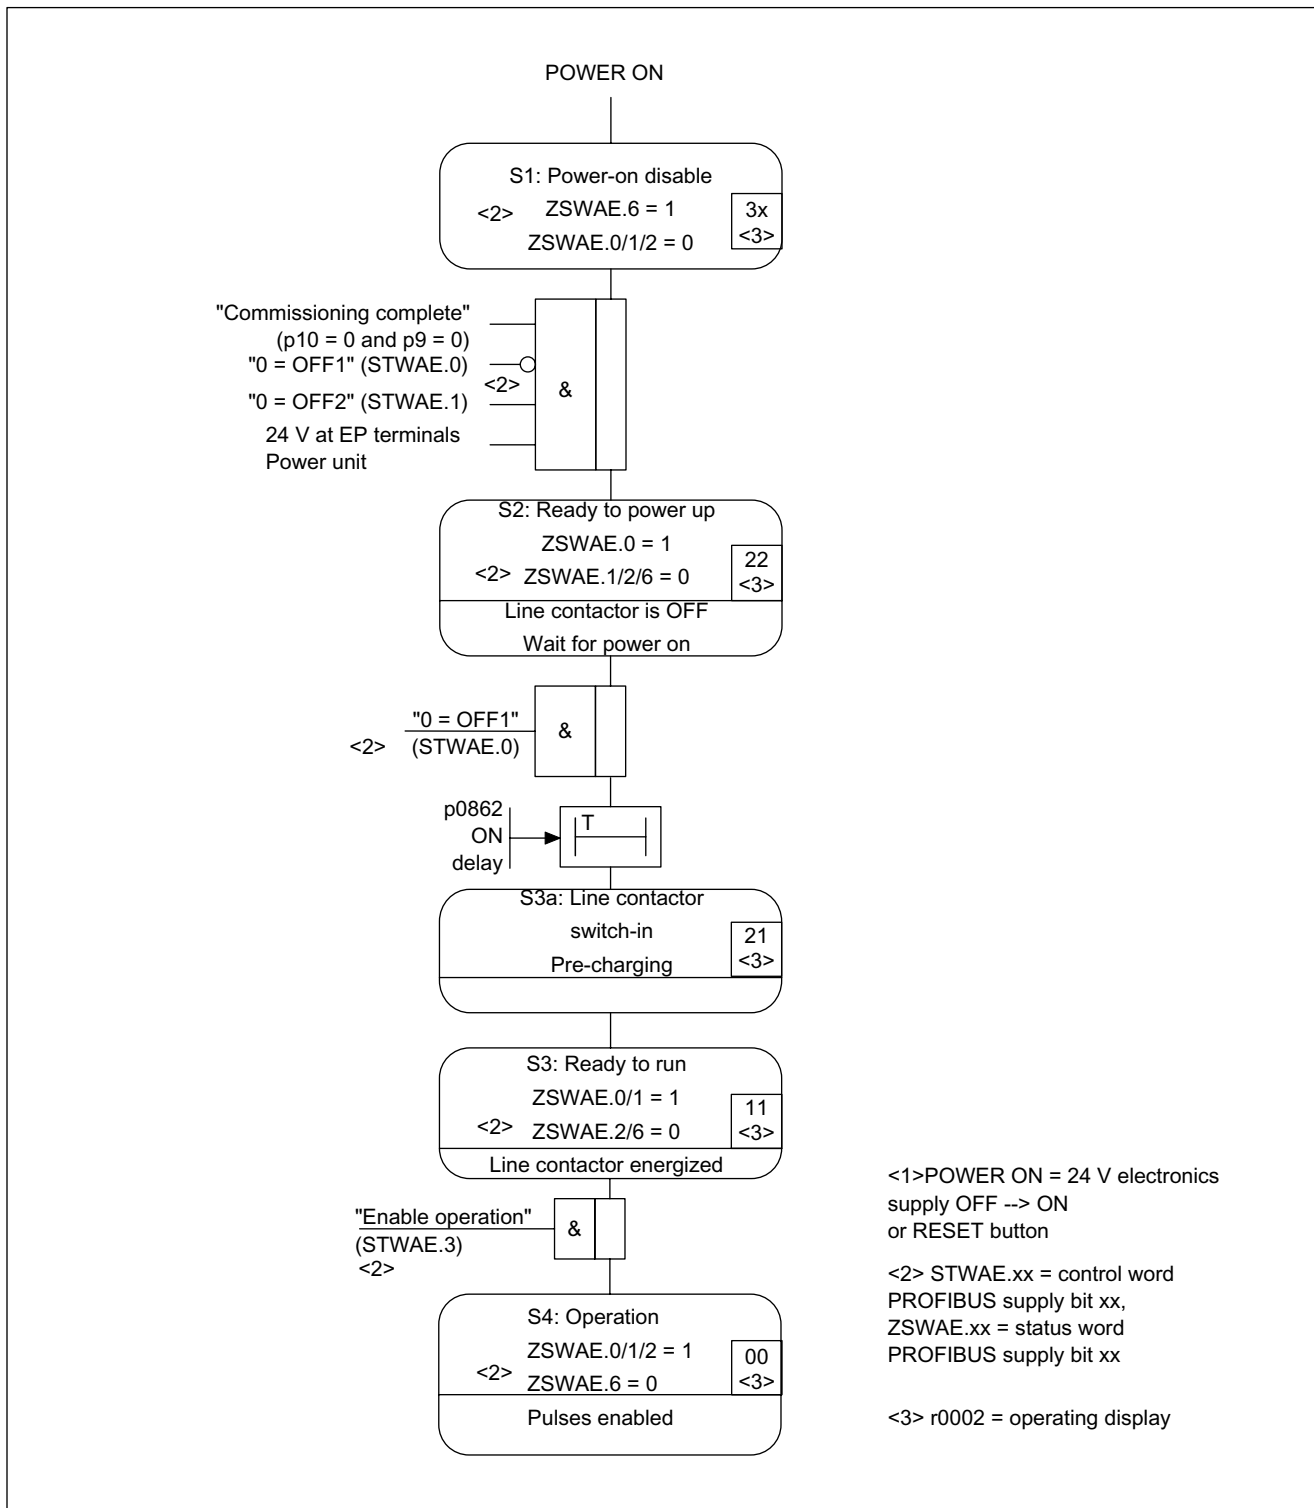 POWER ON
S1: Power-on disable
<2> ZSWAE.6 = 1
3x
ZSWAE.0/1/2 = 0
<3>
"Commissioning complete"
(p10 = 0 and p9 = 0)
"0 = OFF1" (STWAE.0)
<2>
&
"0 = OFF2" (STWAE.1)
24 V at EP terminals
Power unit
S2: Ready to power up
ZSWAE.0 = 1
22
<2> ZSWAE.1/2/6 = 0
<3>
Line contactor is OFF
Wait for power on
"0 = OFF1"
&
<2> (STWAE.0)
p0862
ON
delay
T
S3a: Line contactor
switch-in
21
Pre-charging
<3>
S3: Ready to run
ZSWAE.0/1 = 1
11
<2> ZSWAE.2/6 = 0
<3>
Line contactor energized
"Enable operation"
&
(STWAE.3)
<2>
S4: Operation
ZSWAE.0/1/2 = 1
00
<2> ZSWAE.6 = 0
<3>
Pulses enabled
<1>POWER ON = 24 V electronics
supply OFF --> ON
or RESET button
<2> STWAE.xx = control word
PROFIBUS supply bit xx,
ZSWAE.xx = status word
PROFIBUS supply bit xx
<3> r0002 = operating display